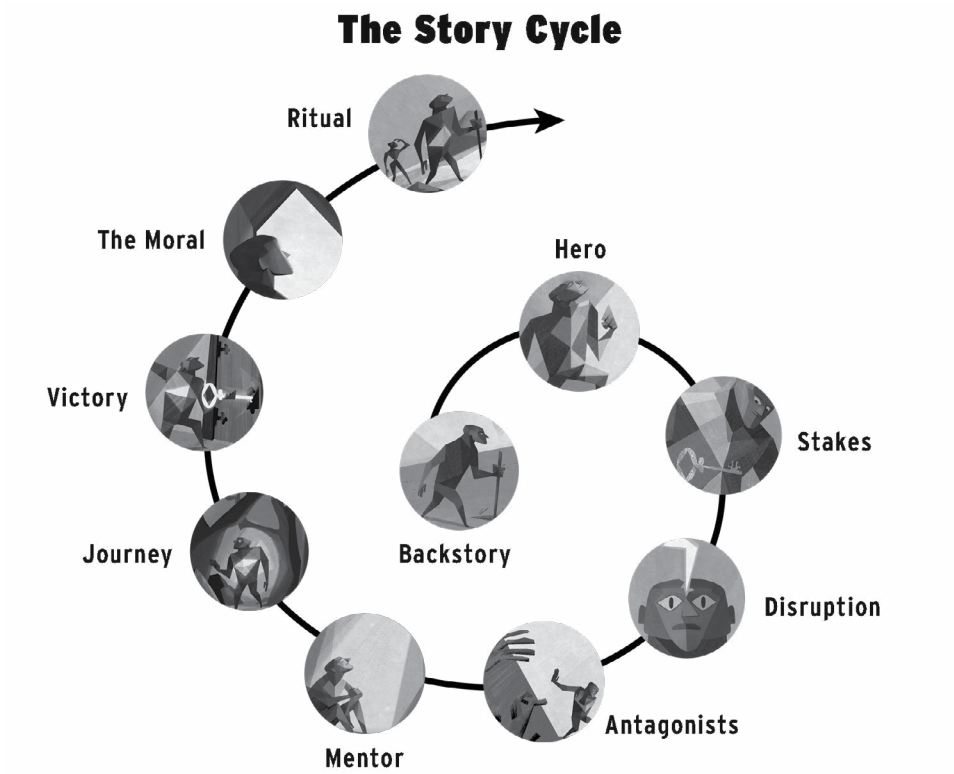 The Story Cycle
Ritual
The Moral
Hero
Victory
Stakes
Journey
Backstory
Disruption
Antagonists
Mentor